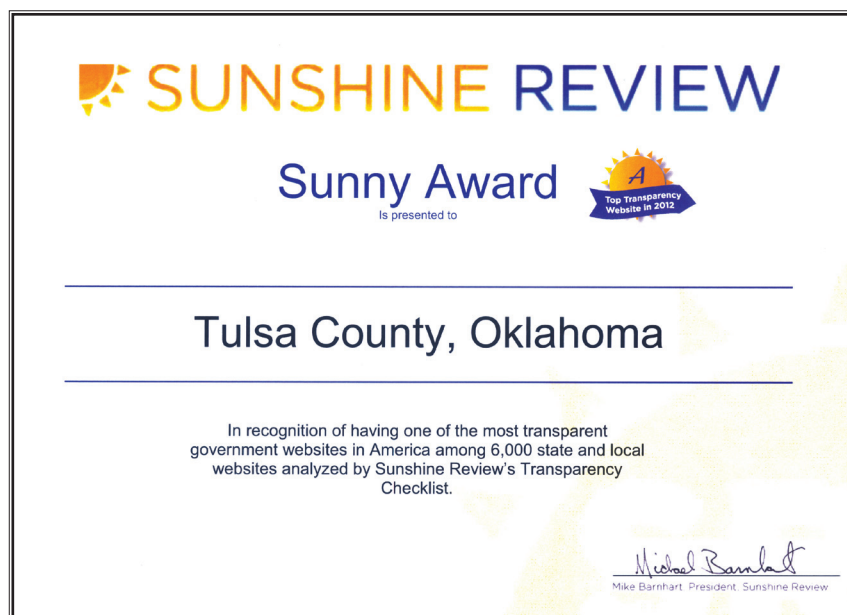 SUNSHINE REVIEW
Sunny Award
Is presented to
A
Top Transparency
Website in 2012
Tulsa County, Oklahoma
In recognition of having one of the most transparent
government websites in America among 6,000 state and local
websites analyzed by Sunshine Review's Transparency
Checklist.
Michael Barnhart
Mike Barnhart President, Sunshine Review